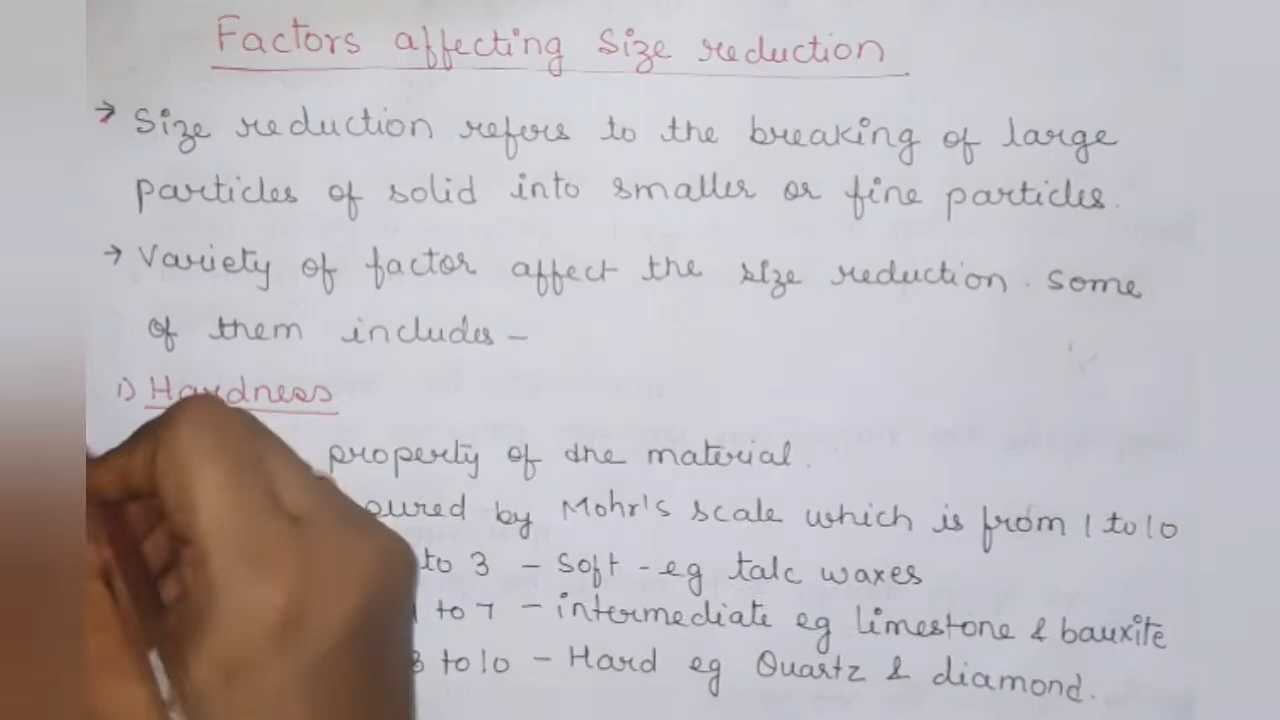 Factors affecting Size reduction
→ Size reduction refers to the breaking of large
particles of solid into smaller or fine particles.
→ Variety of factor affect the size reduction. Some
of them includes –
i) Hardness
property of the material.
by Mohr's scale which is from 1 to 10
to 3 – Soft - eg talc waxes
to 7 – intermediate eg limestone & bauxite
8 to 10 – Hard eg Quartz & diamond.